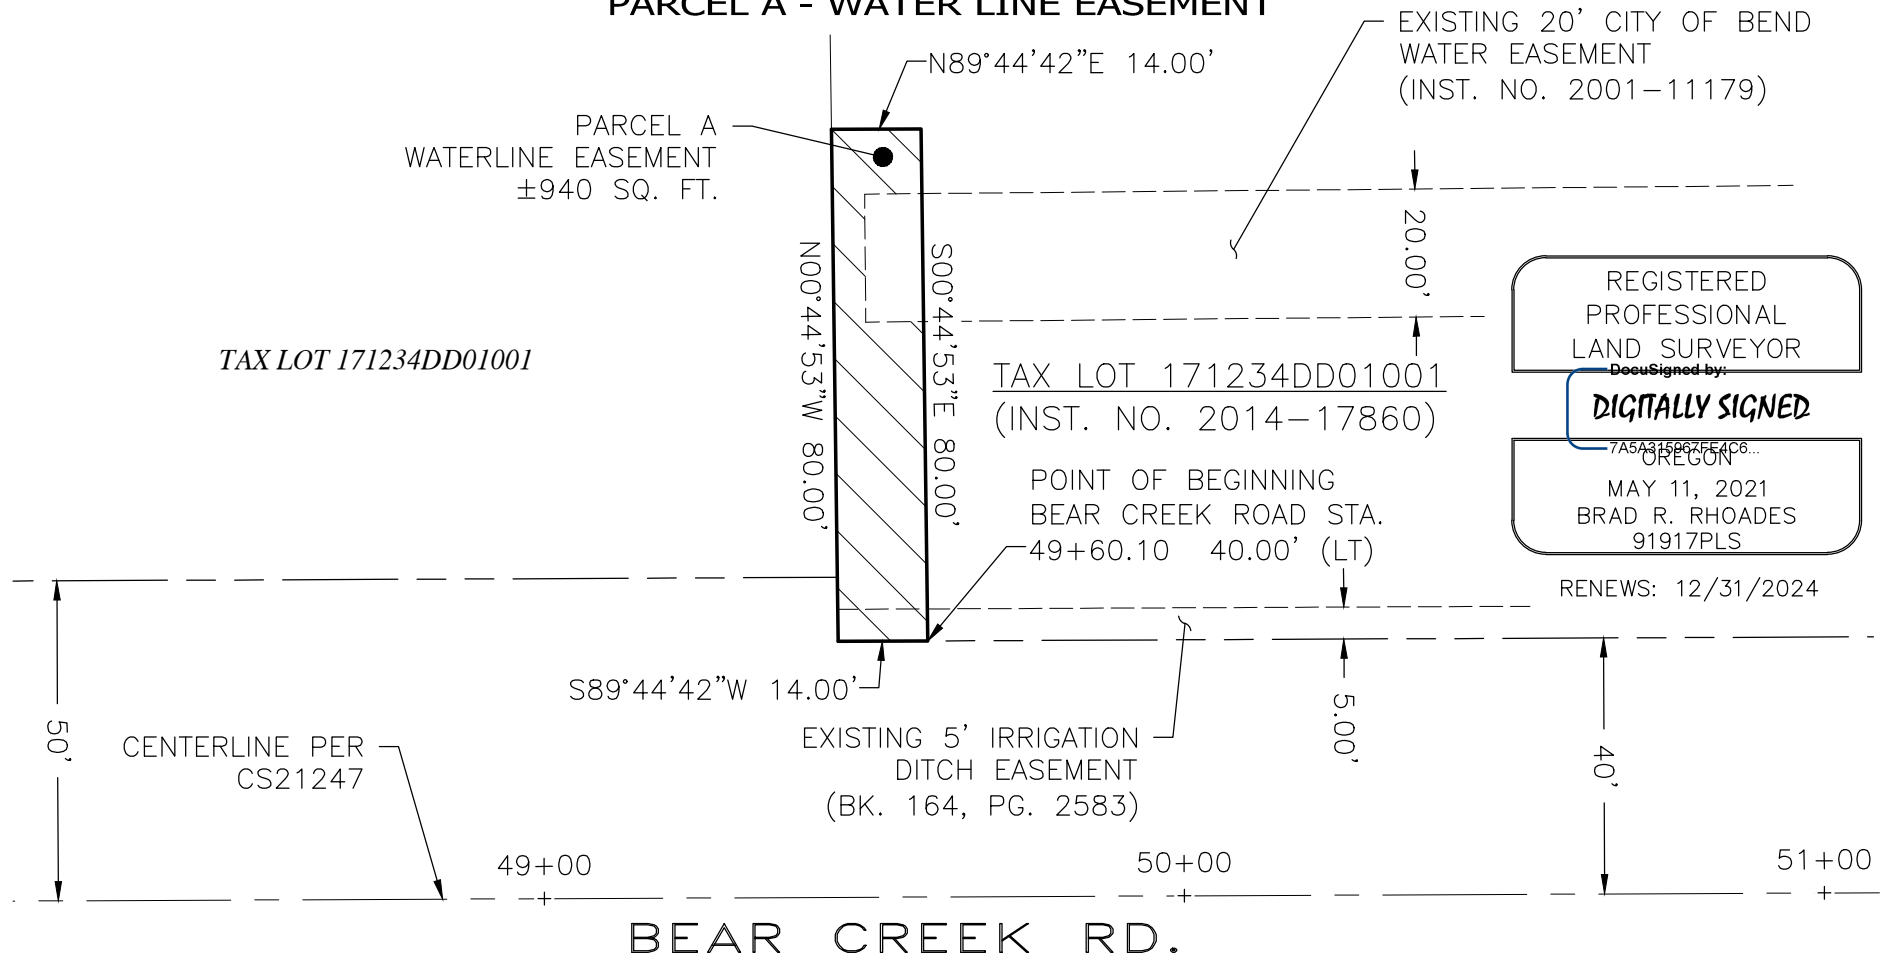 PARCEL A - WATER LINE EASEMENT
EXISTING 20' CITY OF BEND
WATER EASEMENT
(INST. NO. 2001-11179)
N89°44'42"E 14.00'
PARCEL A
WATERLINE EASEMENT
±940 SQ. FT.
20.00'
N00°44'53"W 80.00'
S00°44'53"E 80.00'
TAX LOT 171234DD01001
TAX LOT 171234DD01001
(INST. NO. 2014-17860)
REGISTERED
PROFESSIONAL
LAND SURVEYOR
DocuSigned by:
DIGITALLY SIGNED
7A5A315967FE4C6...
OREGON
MAY 11, 2021
BRAD R. RHOADES
91917PLS
RENEWS: 12/31/2024
POINT OF BEGINNING
BEAR CREEK ROAD STA.
49+60.10 40.00' (LT)
S89°44'42"W 14.00'
5.00'
50'
40'
CENTERLINE PER
CS21247
EXISTING 5' IRRIGATION
DITCH EASEMENT
(BK. 164, PG. 2583)
49+00
50+00
51+00
BEAR CREEK RD.